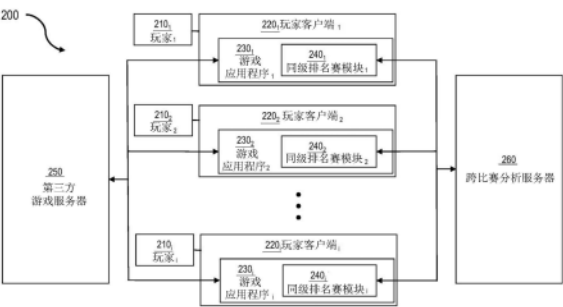 200
210₁
玩家₁
220₁玩家客户端₁
230₁
游戏
应用程序₁
240₁
同级排名赛模块₁
210₂
玩家₂
220₂玩家客户端₂
230₂
游戏
应用程序₂
240₂
同级排名赛模块₂
250
第三方
游戏服务器
260
跨比赛分析服务器
210ᵢ
玩家ᵢ
220ᵢ玩家客户端ᵢ
230ᵢ
游戏
应用程序ᵢ
240ᵢ
同级排名赛模块ᵢ